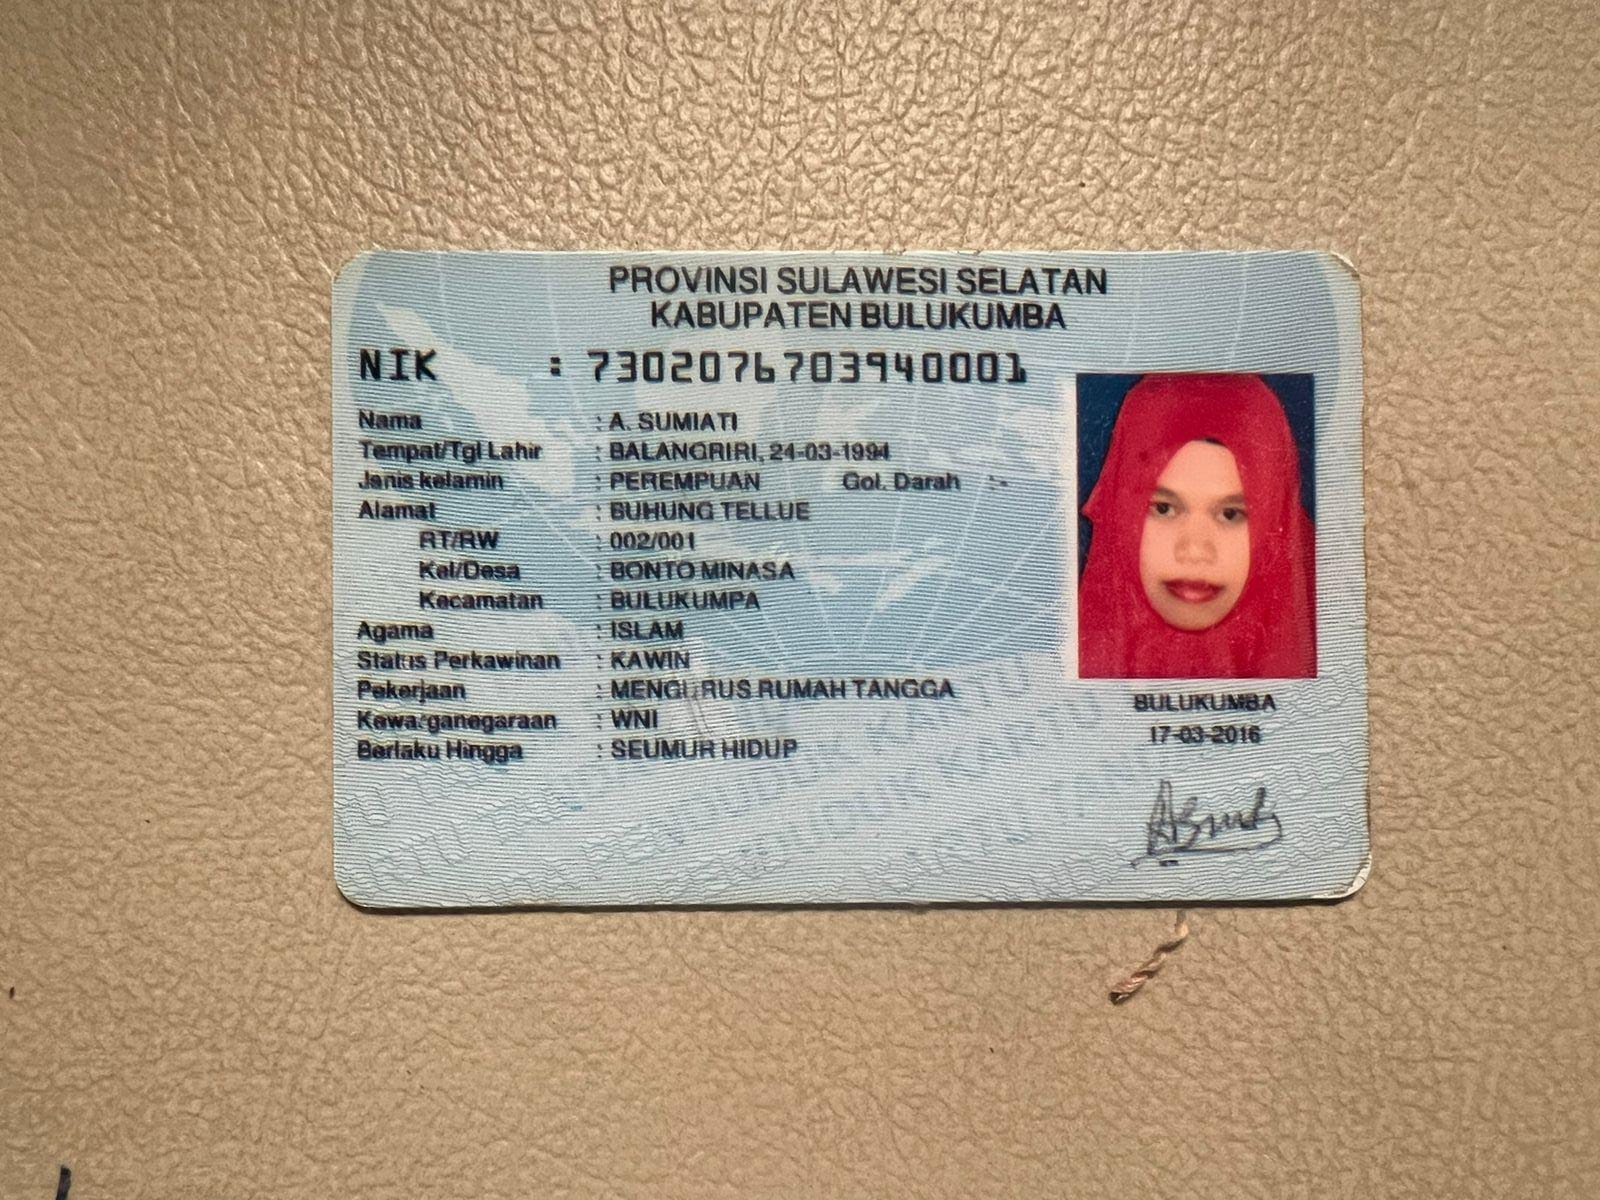 PROVINSI SULAWESI SELATAN
KABUPATEN BULUKUMBA
NIK : 7302076703940001
Nama : A. SUMIATI
Tempat/Tgl Lahir : BALANGRIRI, 24-03-1994
Jenis kelamin : PEREMPUAN Gol. Darah :-
Alamat : BUHUNG TELLUE
RT/RW : 002/001
Kel/Desa : BONTO MINASA
Kecamatan : BULUKUMPA
Agama : ISLAM
Status Perkawinan : KAWIN
Pekerjaan : MENGURUS RUMAH TANGGA
Kewarganegaraan : WNI
Berlaku Hingga : SEUMUR HIDUP
BULUKUMBA
17-03-2016